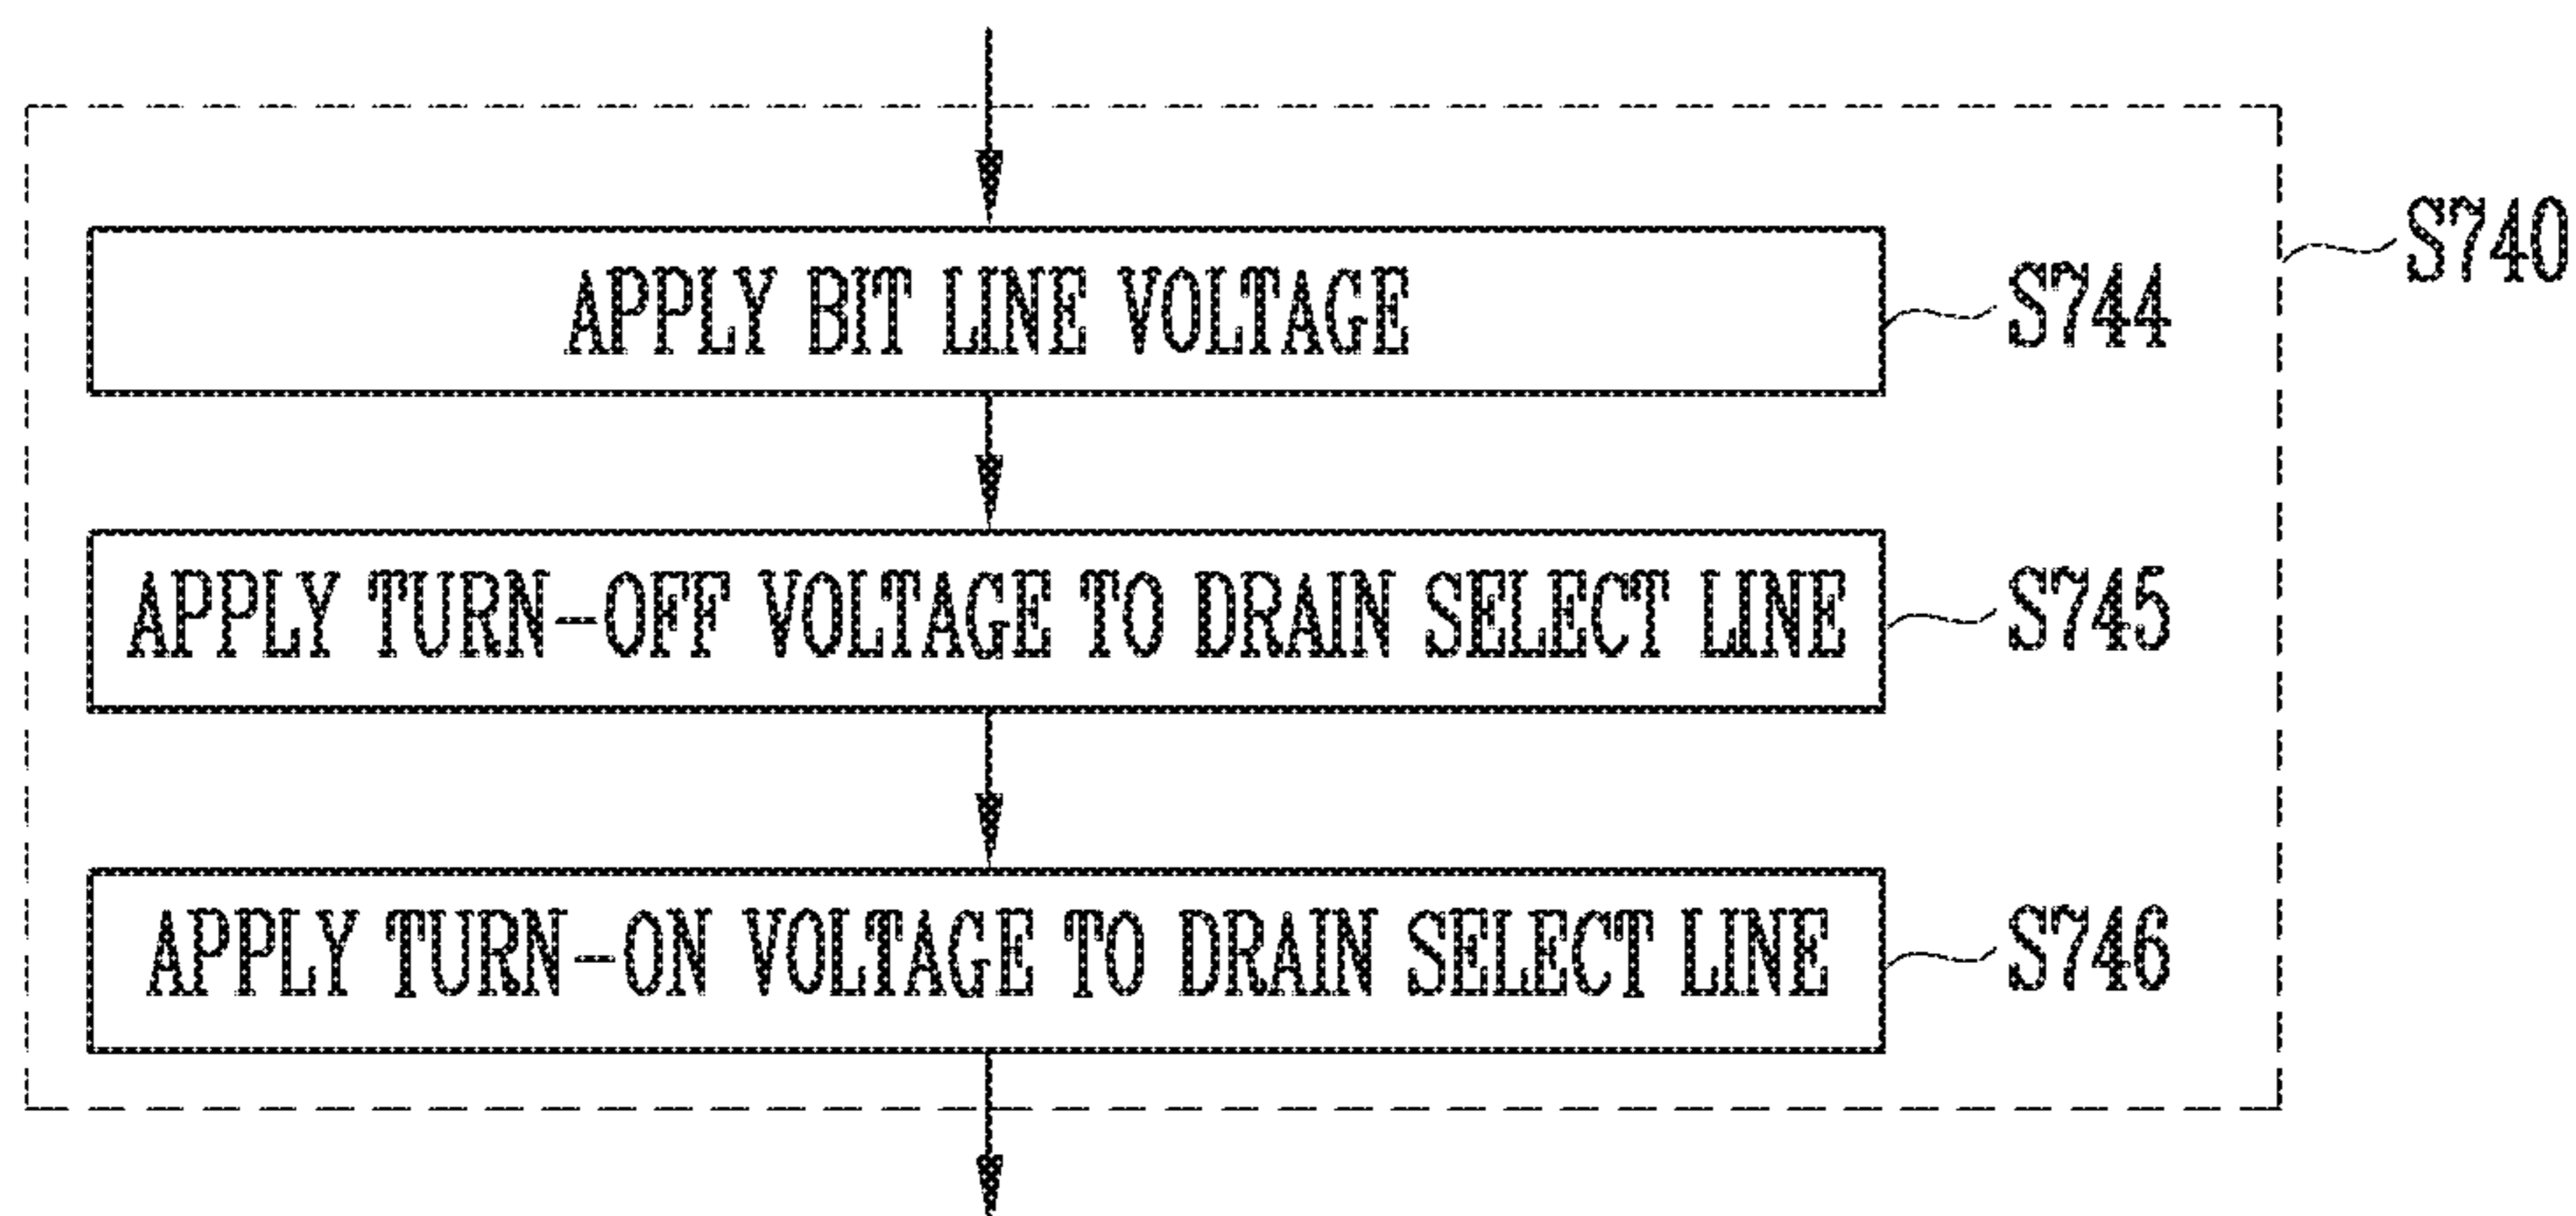 S740
APPLY BIT LINE VOLTAGE
S744
APPLY TURN-OFF VOLTAGE TO DRAIN SELECT LINE
S745
APPLY TURN-ON VOLTAGE TO DRAIN SELECT LINE
S746